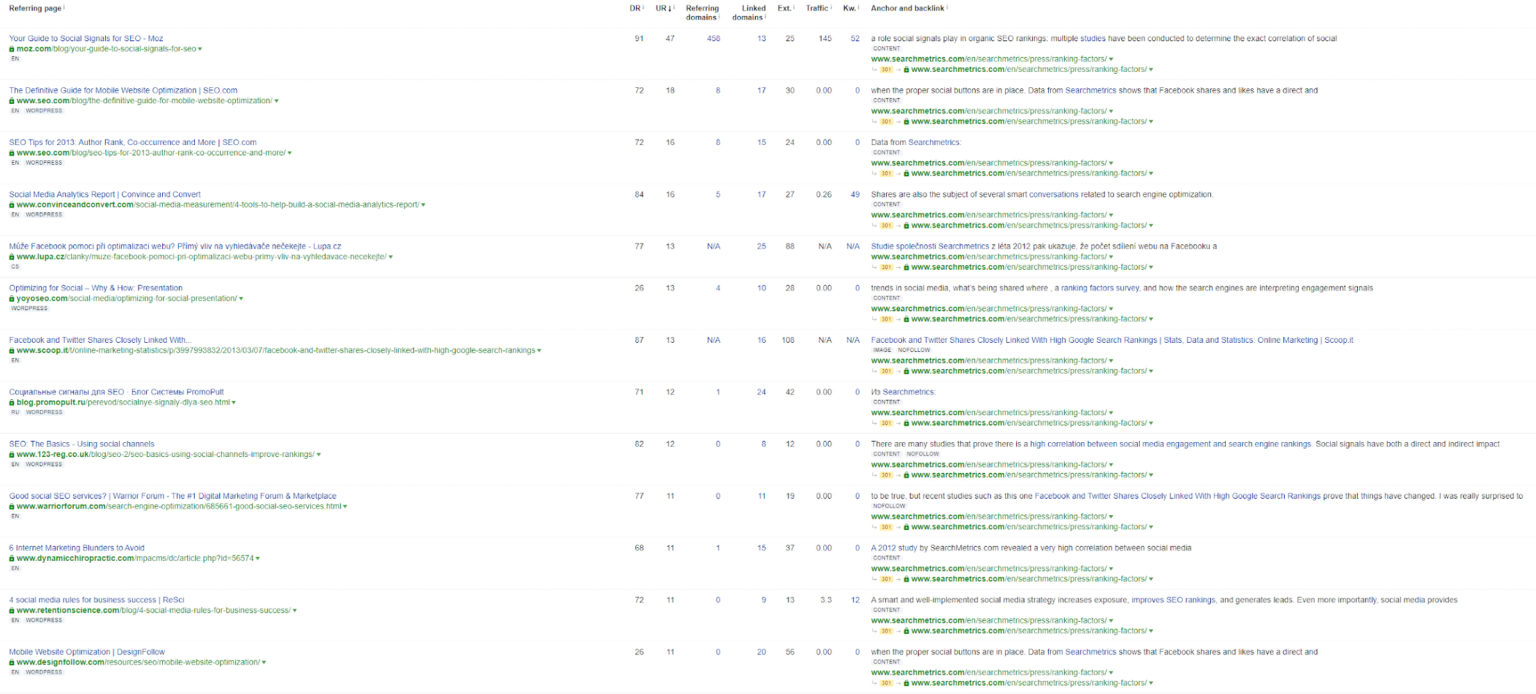 Referring page DR UR↓ Referring domains Linked domains Ext. Traffic Kw. Anchor and backlink
Your Guide to Social Signals for SEO - Moz 91 47 458 13 25 145 52 a role social signals play in organic SEO rankings: multiple studies have been conducted to determine the exact correlation of social
moz.com/blog/your-guide-to-social-signals-for-seo CONTENT
EN www.searchmetrics.com/en/searchmetrics/press/ranking-factors/
301 → www.searchmetrics.com/en/searchmetrics/press/ranking-factors/
The Definitive Guide for Mobile Website Optimization | SEO.com 72 18 8 17 30 0.00 0 when the proper social buttons are in place. Data from Searchmetrics shows that Facebook shares and likes have a direct and
www.seo.com/blog/the-definitive-guide-for-mobile-website-optimization/ CONTENT
EN WORDPRESS www.searchmetrics.com/en/searchmetrics/press/ranking-factors/
301 → www.searchmetrics.com/en/searchmetrics/press/ranking-factors/
SEO Tips for 2013: Author Rank, Co-occurrence and More | SEO.com 72 16 8 15 24 0.00 0 Data from Searchmetrics:
www.seo.com/blog/seo-tips-for-2013-author-rank-co-occurrence-and-more/ CONTENT
EN WORDPRESS www.searchmetrics.com/en/searchmetrics/press/ranking-factors/
301 → www.searchmetrics.com/en/searchmetrics/press/ranking-factors/
Social Media Analytics Report | Convince and Convert 84 16 5 17 27 0.26 49 Shares are also the subject of several smart conversations related to search engine optimization.
www.convinceandconvert.com/social-media-measurement/4-tools-to-help-build-a-social-media-analytics-report/ CONTENT
EN WORDPRESS www.searchmetrics.com/en/searchmetrics/press/ranking-factors/
301 → www.searchmetrics.com/en/searchmetrics/press/ranking-factors/
Může Facebook pomoci při optimalizaci webu? Přímý vliv na vyhledávače nečekejte - Lupa.cz 77 13 N/A 25 88 N/A N/A Studie společnosti Searchmetrics z léta 2012 pak ukazuje, že počet sdílení webu na Facebooku a
www.lupa.cz/clanky/muze-facebook-pomoci-pri-optimalizaci-webu-primy-vliv-na-vyhledavace-necekejte/ www.searchmetrics.com/en/searchmetrics/press/ranking-factors/
CS 301 → www.searchmetrics.com/en/searchmetrics/press/ranking-factors/
Optimizing for Social – Why & How: Presentation 26 13 4 10 28 0.00 0 trends in social media, what's being shared where , a ranking factors survey, and how the search engines are interpreting engagement signals
yoyoseo.com/social-media/optimizing-for-social-presentation/ CONTENT
WORDPRESS www.searchmetrics.com/en/searchmetrics/press/ranking-factors/
301 → www.searchmetrics.com/en/searchmetrics/press/ranking-factors/
Facebook and Twitter Shares Closely Linked With... 87 13 N/A 16 108 N/A N/A Facebook and Twitter Shares Closely Linked With High Google Search Rankings | Stats, Data and Statistics: Online Marketing | Scoop.it
www.scoop.it/t/online-marketing-statistics/p/3997993832/2013/03/07/facebook-and-twitter-shares-closely-linked-with-high-google-search-rankings IMAGE NOFOLLOW
EN www.searchmetrics.com/en/searchmetrics/press/ranking-factors/
301 → www.searchmetrics.com/en/searchmetrics/press/ranking-factors/
Социальные сигналы для SEO · Блог Системы PromoPult 71 12 1 24 42 0.00 0 Из Searchmetrics:
blog.promopult.ru/perevod/socialnye-signaly-dlya-seo.html CONTENT
RU WORDPRESS www.searchmetrics.com/en/searchmetrics/press/ranking-factors/
301 → www.searchmetrics.com/en/searchmetrics/press/ranking-factors/
SEO: The Basics - Using social channels 82 12 0 8 12 0.00 0 There are many studies that prove there is a high correlation between social media engagement and search engine rankings. Social signals have both a direct and indirect impact
www.123-reg.co.uk/blog/seo-2/seo-basics-using-social-channels-improve-rankings/ CONTENT NOFOLLOW
EN WORDPRESS www.searchmetrics.com/en/searchmetrics/press/ranking-factors/
301 → www.searchmetrics.com/en/searchmetrics/press/ranking-factors/
Good social SEO services? | Warrior Forum - The #1 Digital Marketing Forum & Marketplace 77 11 0 11 19 0.00 0 to be true, but recent studies such as this one Facebook and Twitter Shares Closely Linked With High Google Search Rankings prove that things have changed. I was really surprised to
www.warriorforum.com/search-engine-optimization/685661-good-social-seo-services.html NOFOLLOW
EN www.searchmetrics.com/en/searchmetrics/press/ranking-factors/
301 → www.searchmetrics.com/en/searchmetrics/press/ranking-factors/
6 Internet Marketing Blunders to Avoid 68 11 1 15 37 0.00 0 A 2012 study by SearchMetrics.com revealed a very high correlation between social media
www.dynamicchiropractic.com/mpacms/dc/article.php?id=56574 CONTENT
EN www.searchmetrics.com/en/searchmetrics/press/ranking-factors/
301 → www.searchmetrics.com/en/searchmetrics/press/ranking-factors/
4 social media rules for business success | ReSci 72 11 0 9 13 3.3 12 A smart and well-implemented social media strategy increases exposure, improves SEO rankings, and generates leads. Even more importantly, social media provides
www.retentionscience.com/blog/4-social-media-rules-for-business-success/ CONTENT
EN WORDPRESS www.searchmetrics.com/en/searchmetrics/press/ranking-factors/
301 → www.searchmetrics.com/en/searchmetrics/press/ranking-factors/
Mobile Website Optimization | DesignFollow 26 11 0 20 56 0.00 0 when the proper social buttons are in place. Data from Searchmetrics shows that Facebook shares and likes have a direct and
www.designfollow.com/resources/seo/mobile-website-optimization/ CONTENT
EN WORDPRESS www.searchmetrics.com/en/searchmetrics/press/ranking-factors/
301 → www.searchmetrics.com/en/searchmetrics/press/ranking-factors/